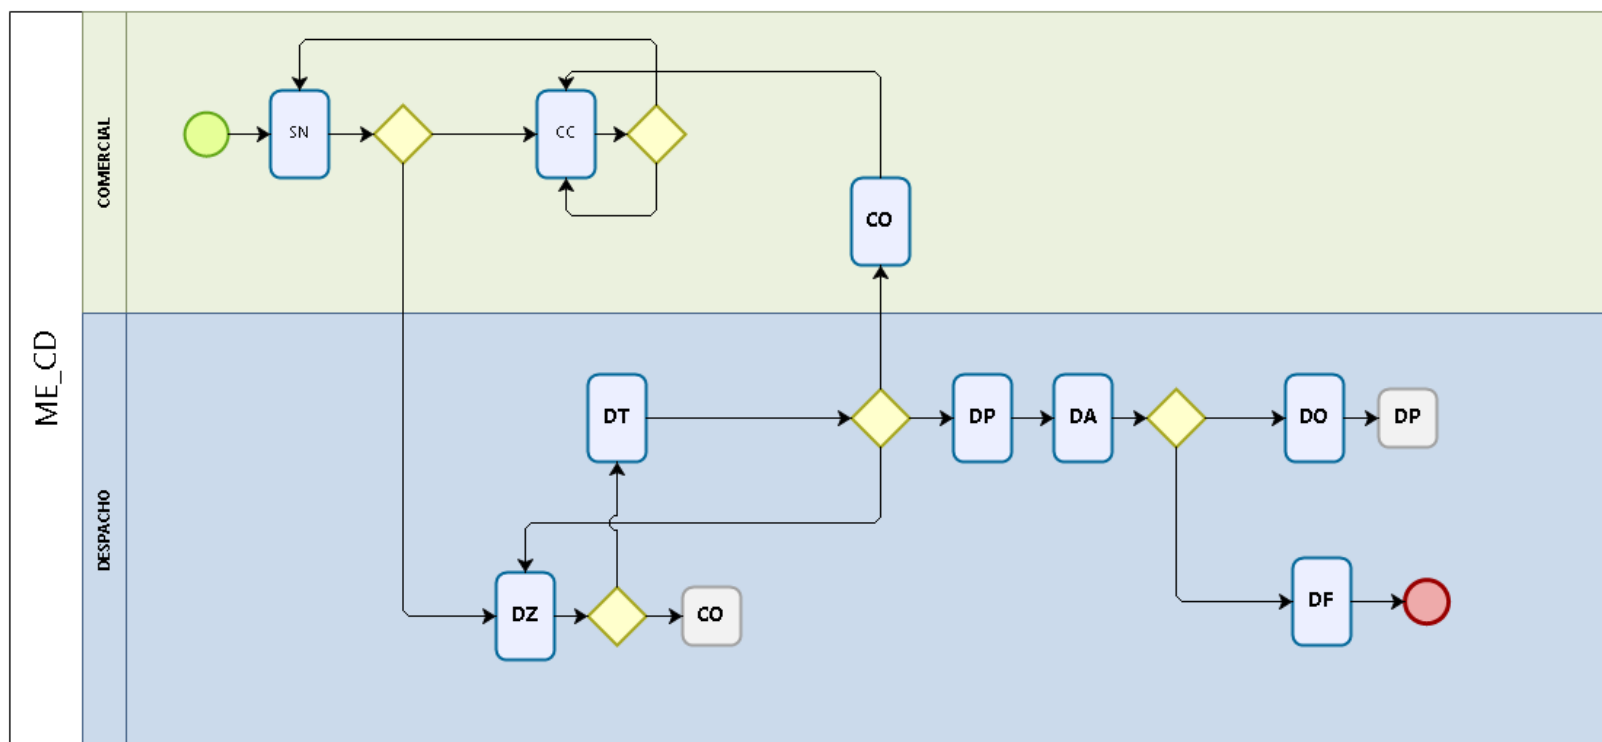 ME_CD
COMERCIAL
SN
CC
CO
DESPACHO
DT
DP
DA
DO
DP
DZ
CO
DF